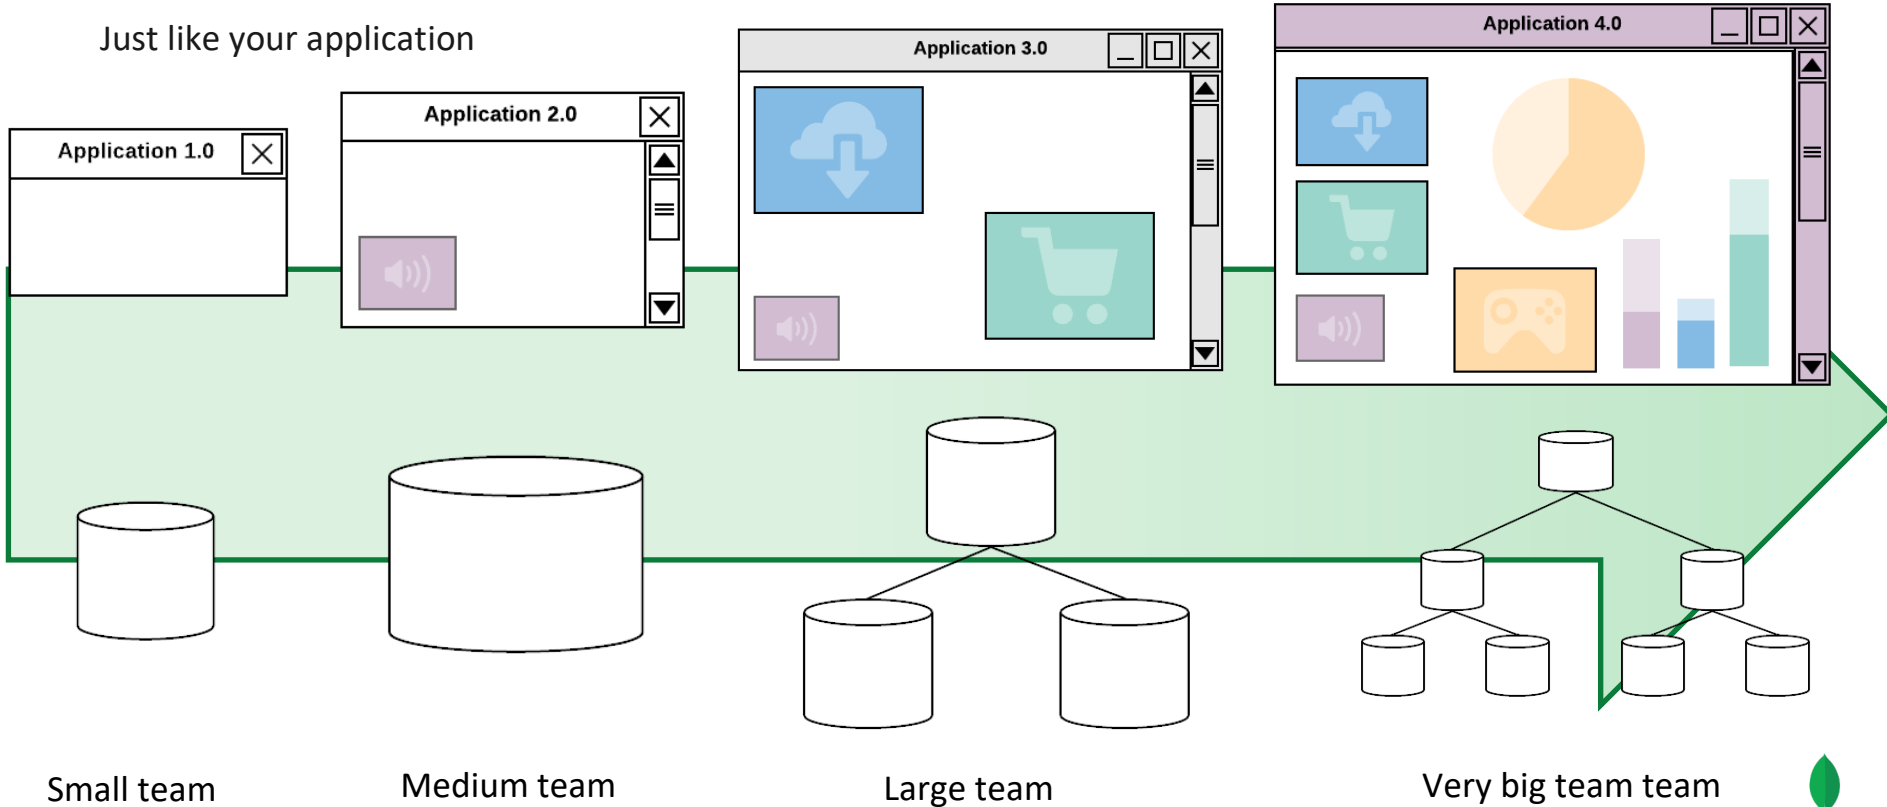 Just like your application
Application 1.0
Application 2.0
Application 3.0
Application 4.0
Small team
Medium team
Large team
Very big team team